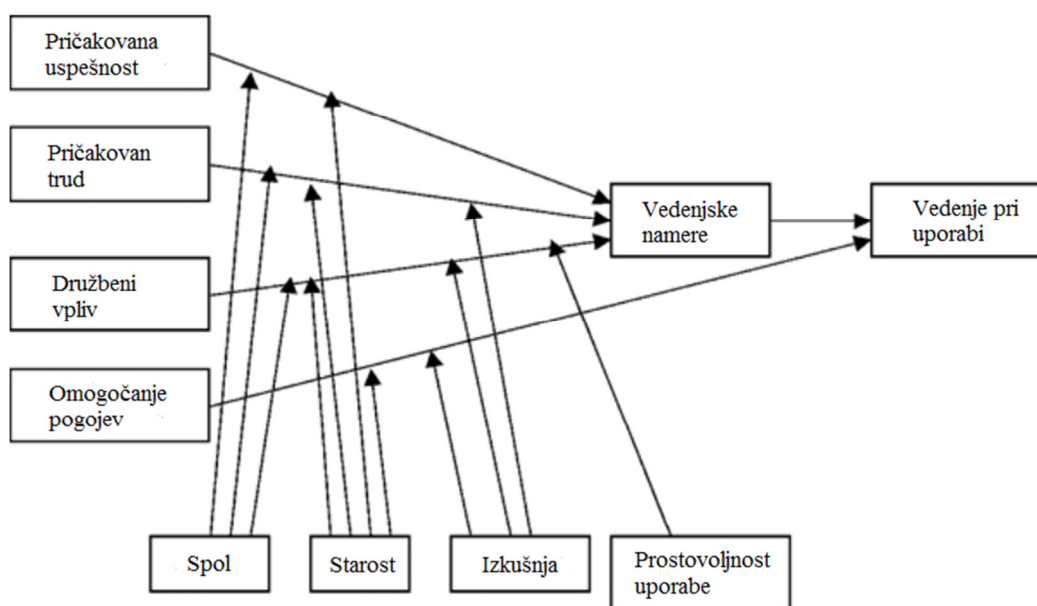 Pričakovana
uspešnost
Pričakovan
trud
Družbeni
vpliv
Omogočanje
pogojev
Vedenjske
namere
Vedenje pri
uporabi
Spol
Starost
Izkušnja
Prostovoljnost
uporabe